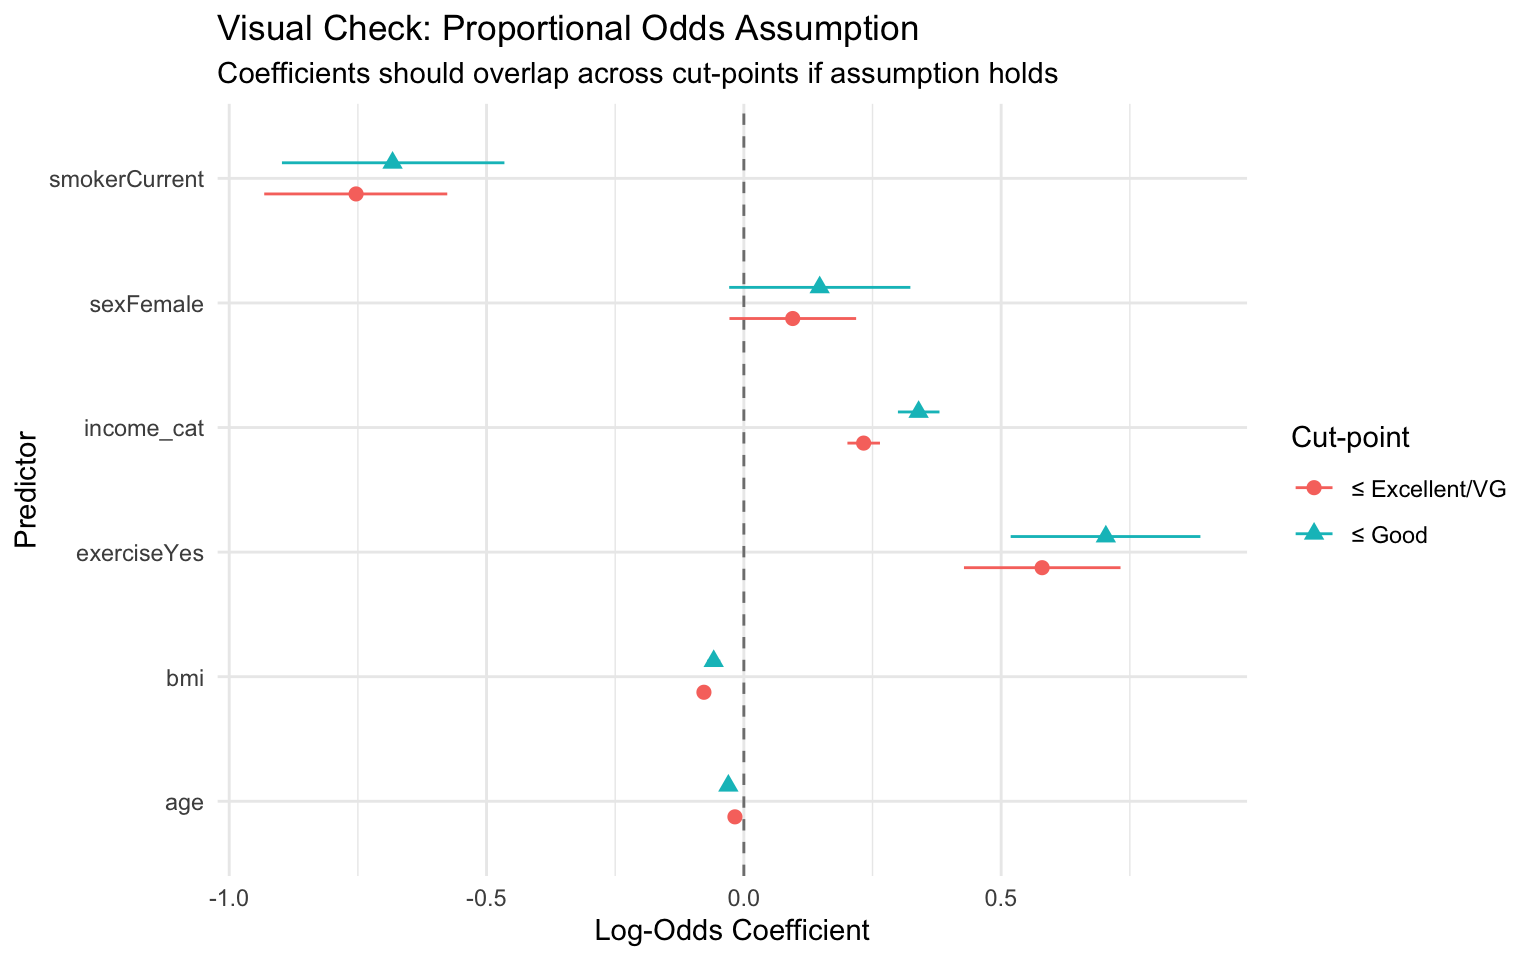 Visual Check: Proportional Odds Assumption
Coefficients should overlap across cut-points if assumption holds
smokerCurrent
sexFemale
income_cat
exerciseYes
bmi
age
Predictor
-1.0
-0.5
0.0
0.5
Log-Odds Coefficient
Cut-point
≤ Excellent/VG
≤ Good